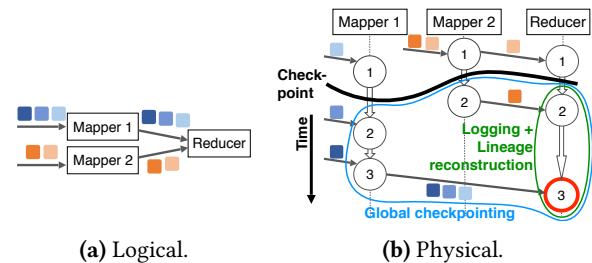 Mapper 1
Mapper 2
Reducer
(a) Logical.
Mapper 1 Mapper 2 Reducer
1 1 1
Check-
point
2 2
2
Time
Logging +
Lineage
reconstruction
3 3
Global checkpointing
(b) Physical.